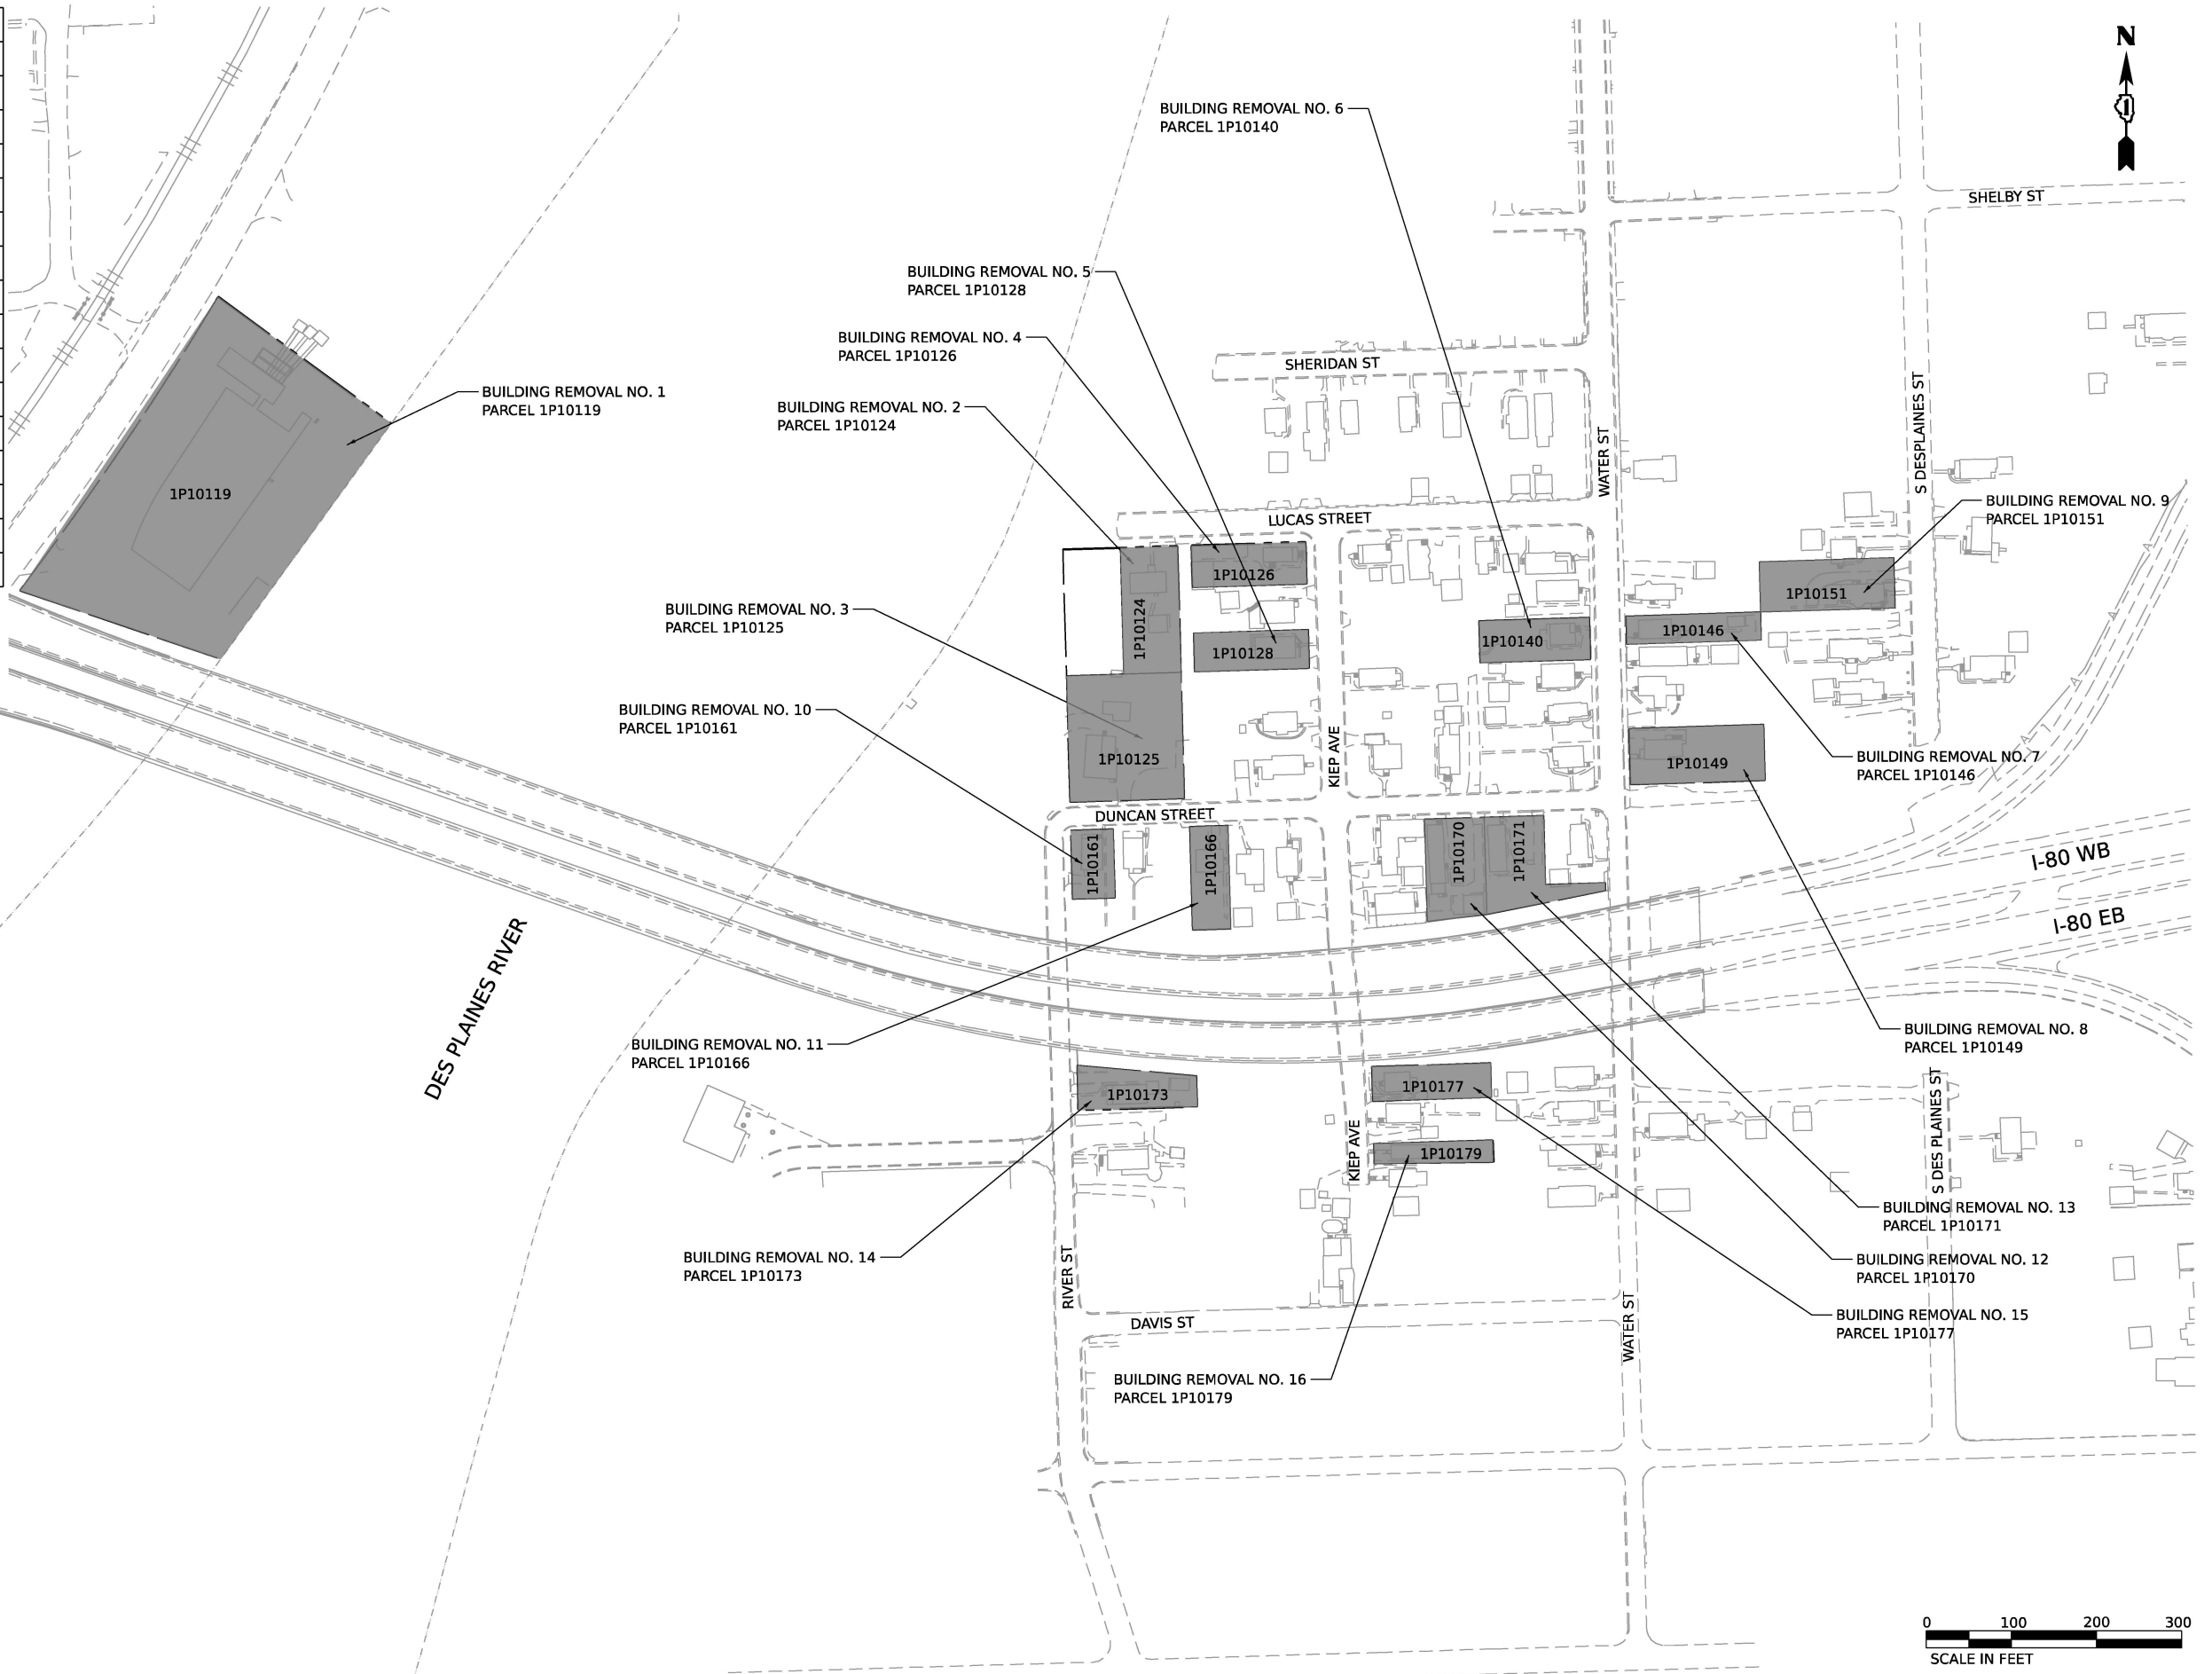 N
BUILDING REMOVAL NO. 6
PARCEL 1P10140
SHELBY ST
BUILDING REMOVAL NO. 5
PARCEL 1P10128
BUILDING REMOVAL NO. 4
PARCEL 1P10126
SHERIDAN ST
BUILDING REMOVAL NO. 1
PARCEL 1P10119
BUILDING REMOVAL NO. 2
PARCEL 1P10124
WATER ST
S DESPLAINES ST
1P10119
BUILDING REMOVAL NO. 9
PARCEL 1P10151
LUCAS STREET
1P10126
1P10151
BUILDING REMOVAL NO. 3
PARCEL 1P10125
1P10124
1P10128
1P10140
1P10146
BUILDING REMOVAL NO. 10
PARCEL 1P10161
1P10125
KIEP AVE
1P10149
BUILDING REMOVAL NO. 7
PARCEL 1P10146
DUNCAN STREET
1P10161
1P10166
1P10170
1P10171
I-80 WB
I-80 EB
DES PLAINES RIVER
BUILDING REMOVAL NO. 11
PARCEL 1P10166
BUILDING REMOVAL NO. 8
PARCEL 1P10149
1P10173
1P10177
S DES PLAINES ST
KIEP AVE
1P10179
BUILDING REMOVAL NO. 13
PARCEL 1P10171
BUILDING REMOVAL NO. 14
PARCEL 1P10173
RIVER ST
BUILDING REMOVAL NO. 12
PARCEL 1P10170
DAVIS ST
WATER ST
BUILDING REMOVAL NO. 15
PARCEL 1P10177
BUILDING REMOVAL NO. 16
PARCEL 1P10179
0 100 200 300
SCALE IN FEET